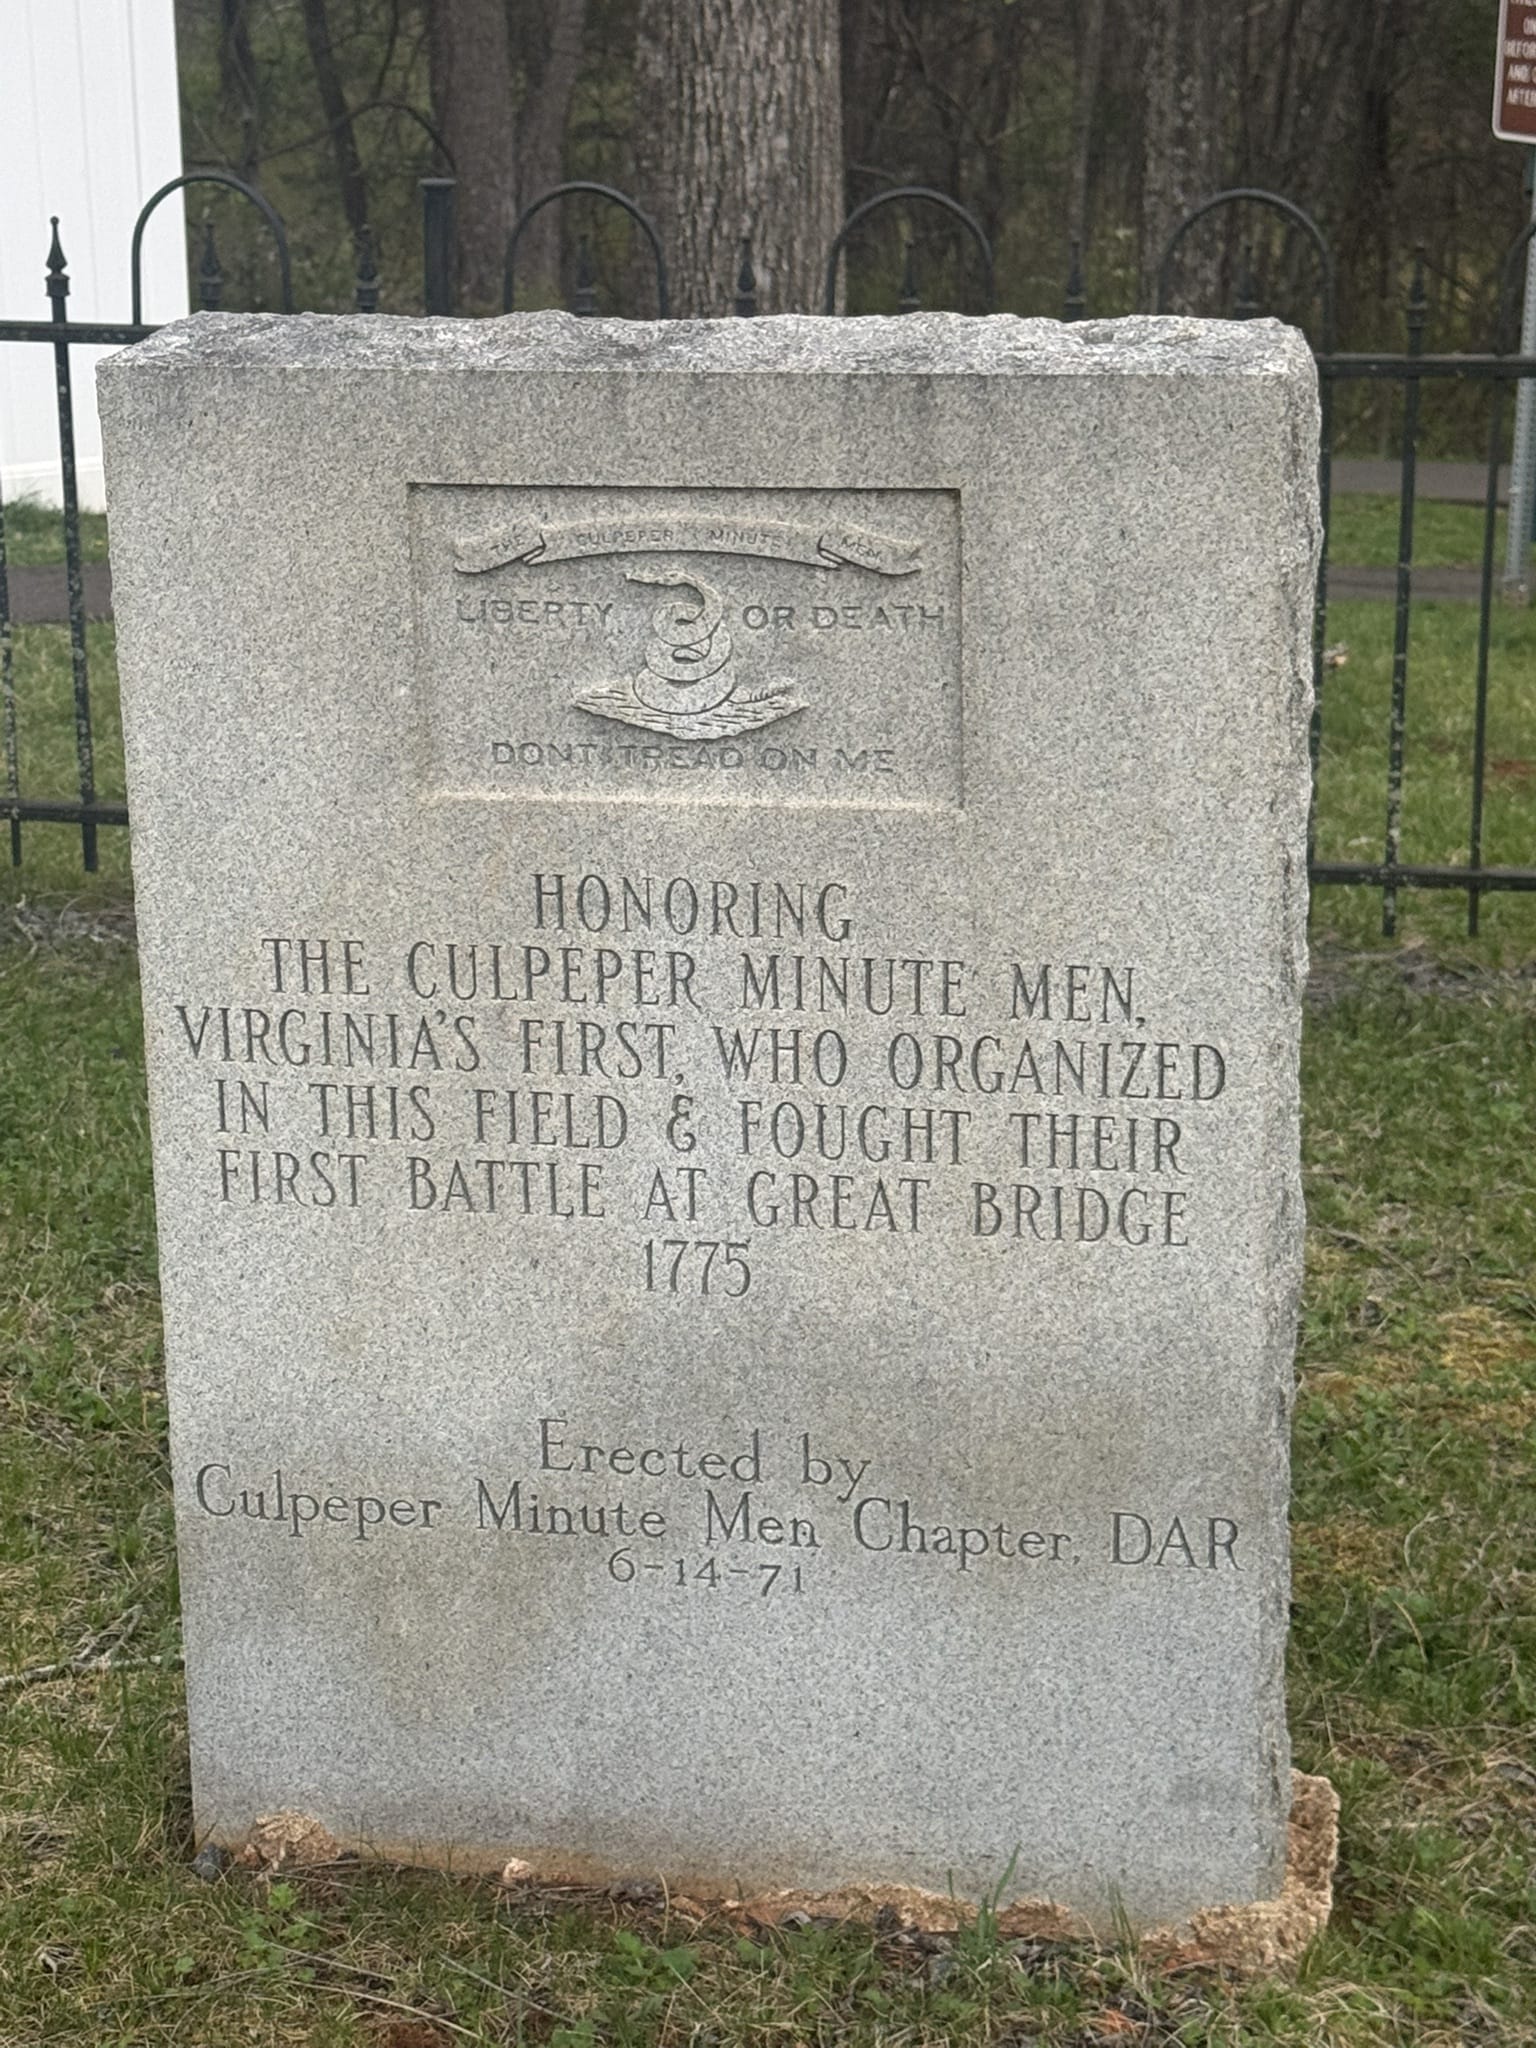 THE CULPEPER MINUTE MEN
LIBERTY OR DEATH
DONT TREAD ON ME
HONORING
THE CULPEPER MINUTE MEN,
VIRGINIA'S FIRST, WHO ORGANIZED
IN THIS FIELD & FOUGHT THEIR
FIRST BATTLE AT GREAT BRIDGE
1775
Erected by
Culpeper Minute Men Chapter, DAR
6-14-71
AND